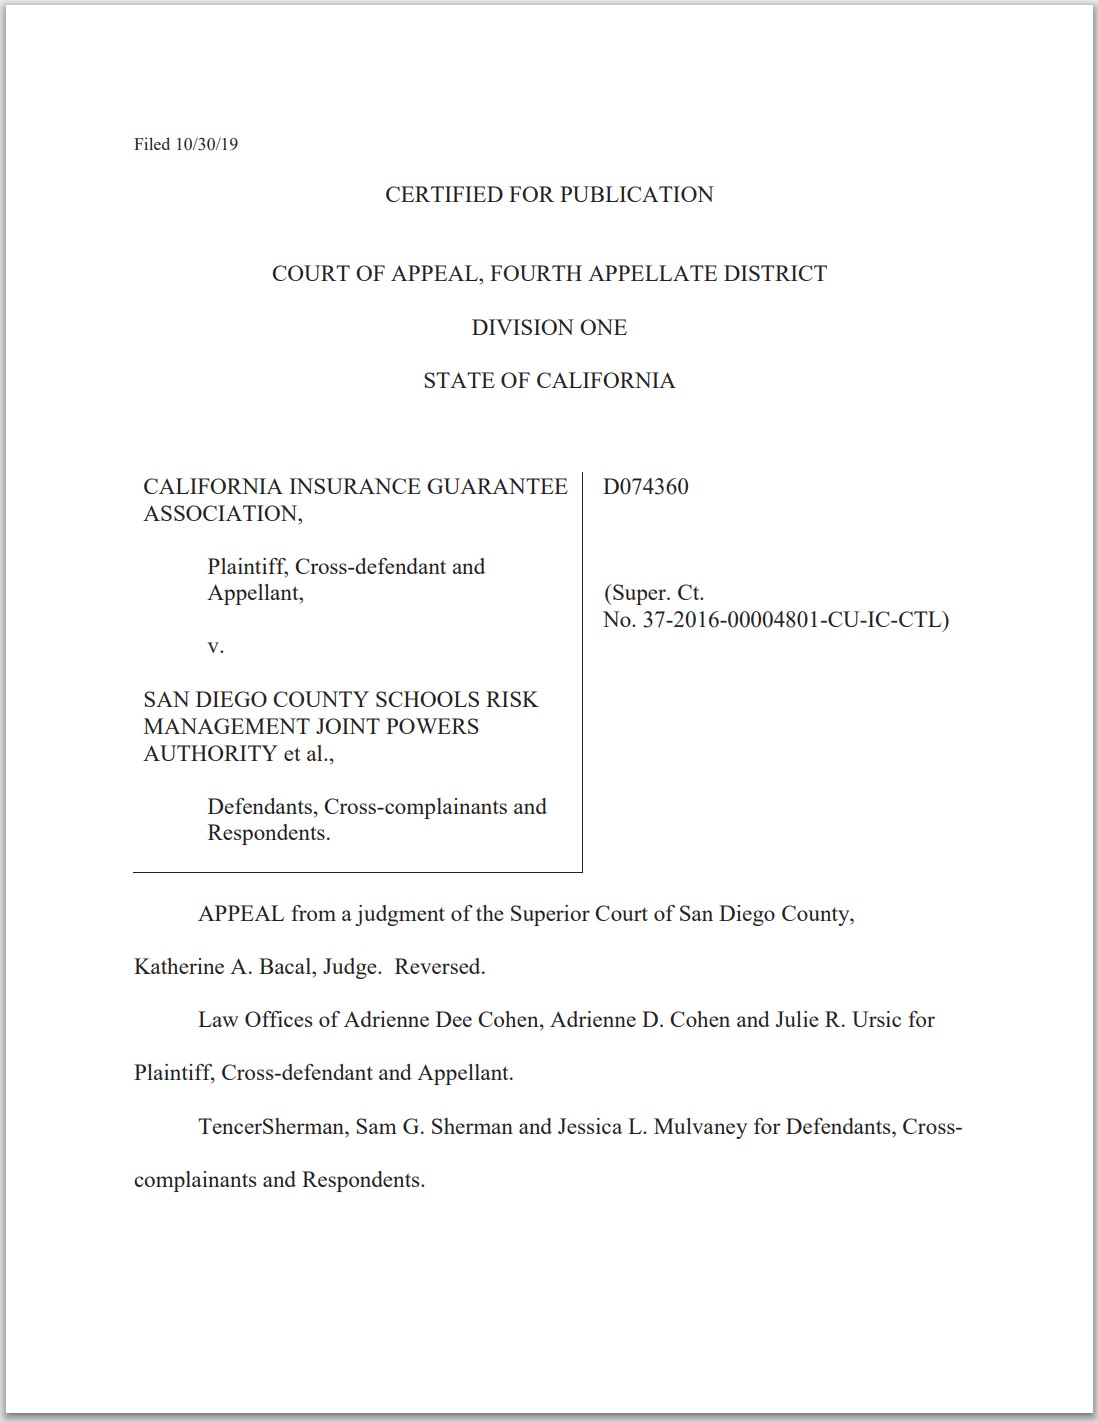 Filed 10/30/19
CERTIFIED FOR PUBLICATION
COURT OF APPEAL, FOURTH APPELLATE DISTRICT
DIVISION ONE
STATE OF CALIFORNIA
CALIFORNIA INSURANCE GUARANTEE
ASSOCIATION,
Plaintiff, Cross-defendant and
Appellant,
v.
SAN DIEGO COUNTY SCHOOLS RISK
MANAGEMENT JOINT POWERS
AUTHORITY et al.,
Defendants, Cross-complainants and
Respondents.
D074360
(Super. Ct.
No. 37-2016-00004801-CU-IC-CTL)
APPEAL from a judgment of the Superior Court of San Diego County,
Katherine A. Bacal, Judge.  Reversed.
Law Offices of Adrienne Dee Cohen, Adrienne D. Cohen and Julie R. Ursic for
Plaintiff, Cross-defendant and Appellant.
TencerSherman, Sam G. Sherman and Jessica L. Mulvaney for Defendants, Cross-
complainants and Respondents.